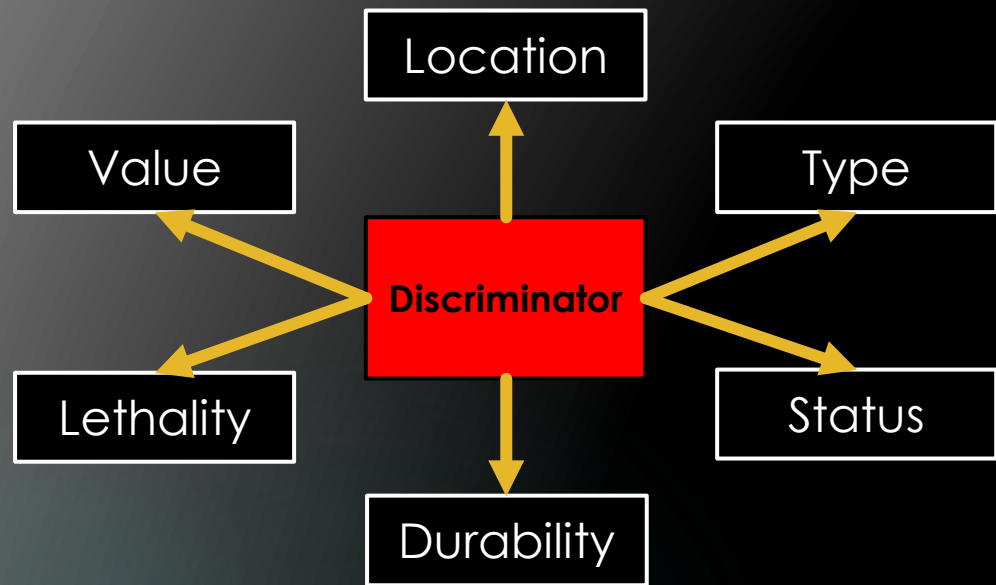 Location
Value
Type
Discriminator
Lethality
Status
Durability